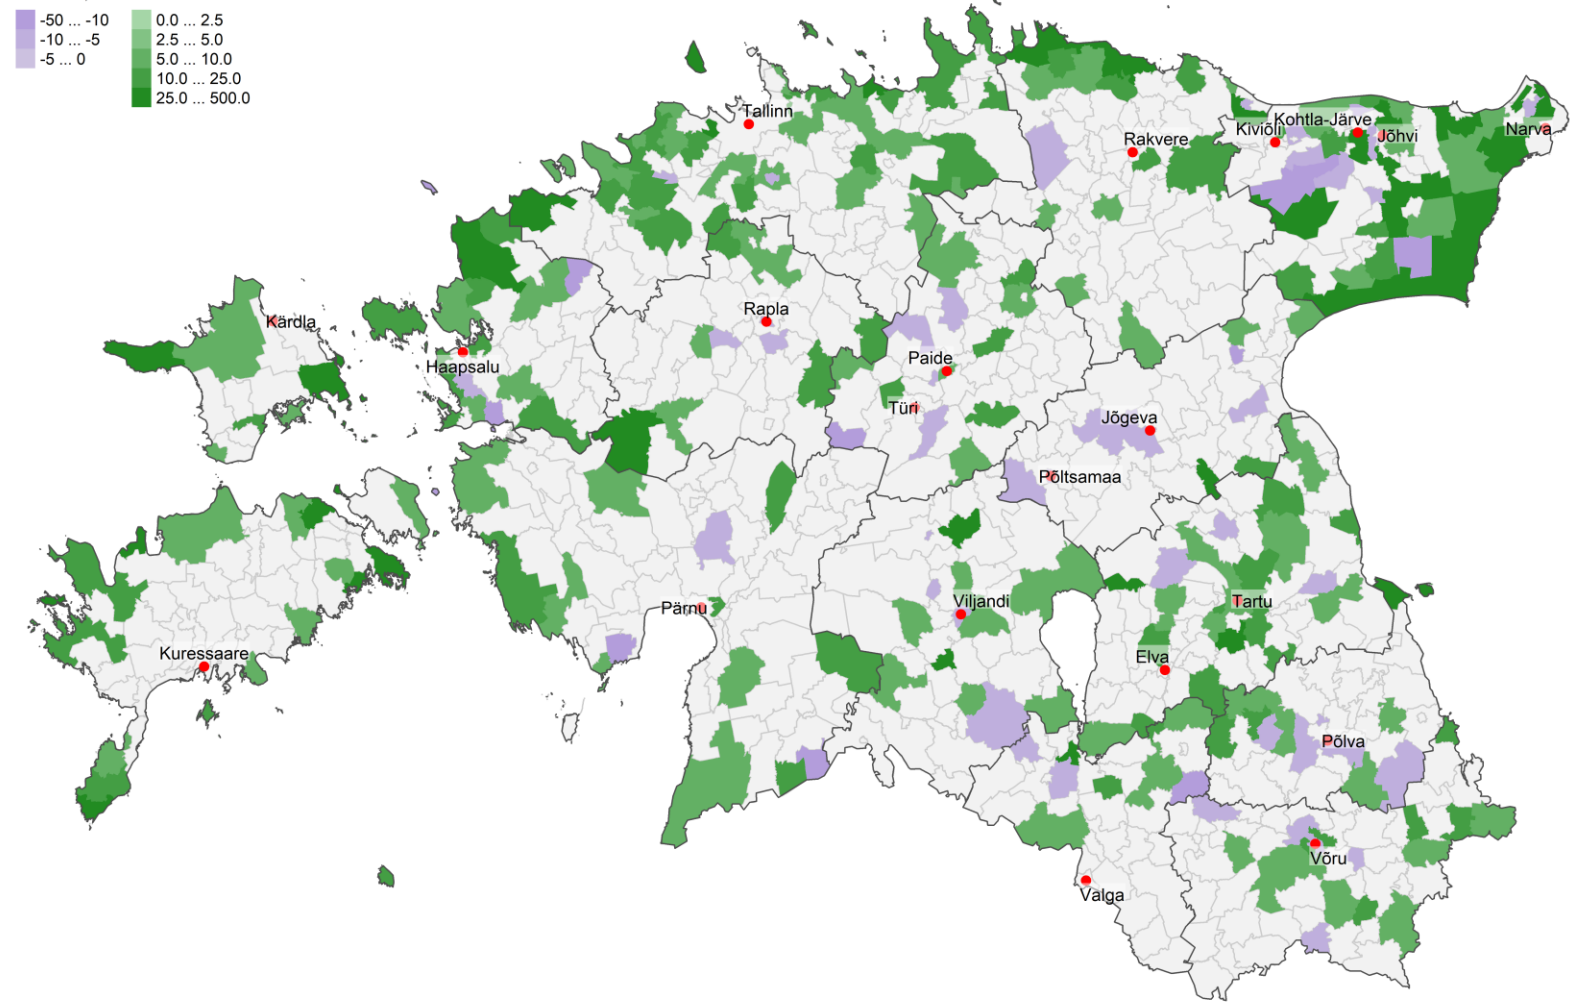 -50 ... -10
-10 ... -5
-5 ... 0
0.0 ... 2.5
2.5 ... 5.0
5.0 ... 10.0
10.0 ... 25.0
25.0 ... 500.0
Tallinn
Rakvere
Kiviõli
Kohtla-Järve
Jõhvi
Narva
Kärdla
Haapsalu
Rapla
Paide
Türi
Jõgeva
Põltsamaa
Pärnu
Viljandi
Tartu
Elva
Kuressaare
Põlva
Võru
Valga